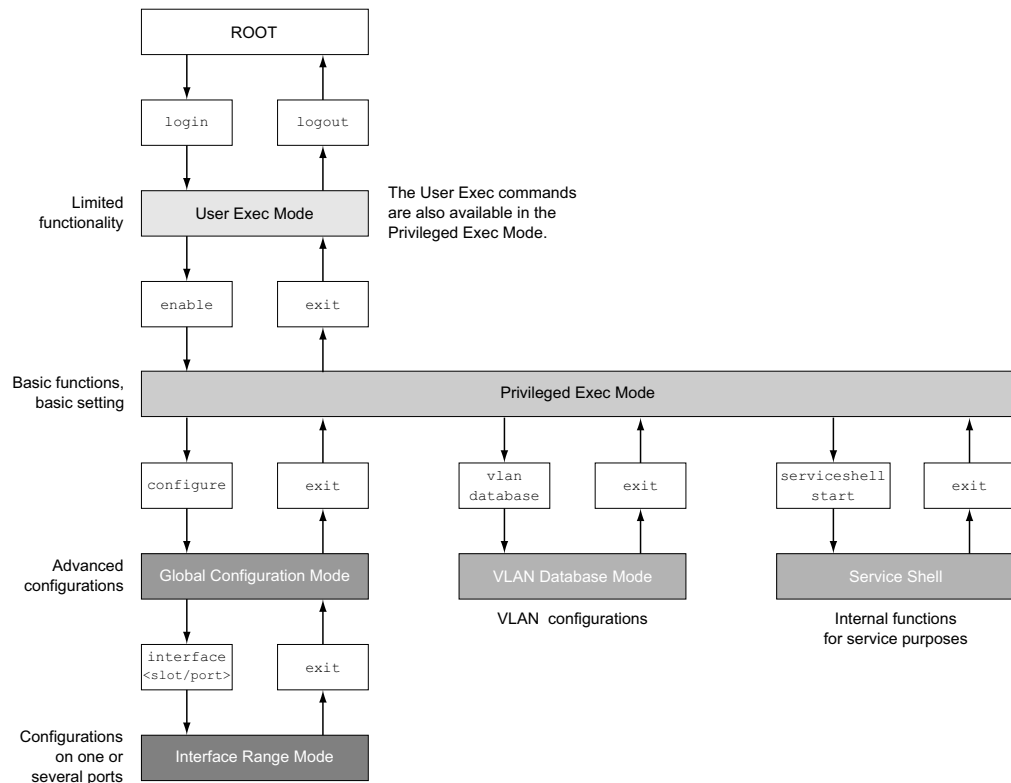 ROOT
login
logout
Limited
functionality
User Exec Mode
The User Exec commands
are also available in the
Privileged Exec Mode.
enable
exit
Basic functions,
basic setting
Privileged Exec Mode
configure
exit
vlan
database
exit
serviceshell
start
exit
Advanced
configurations
Global Configuration Mode
VLAN Database Mode
Service Shell
VLAN configurations
Internal functions
for service purposes
interface
<slot/port>
exit
Configurations
on one or
several ports
Interface Range Mode